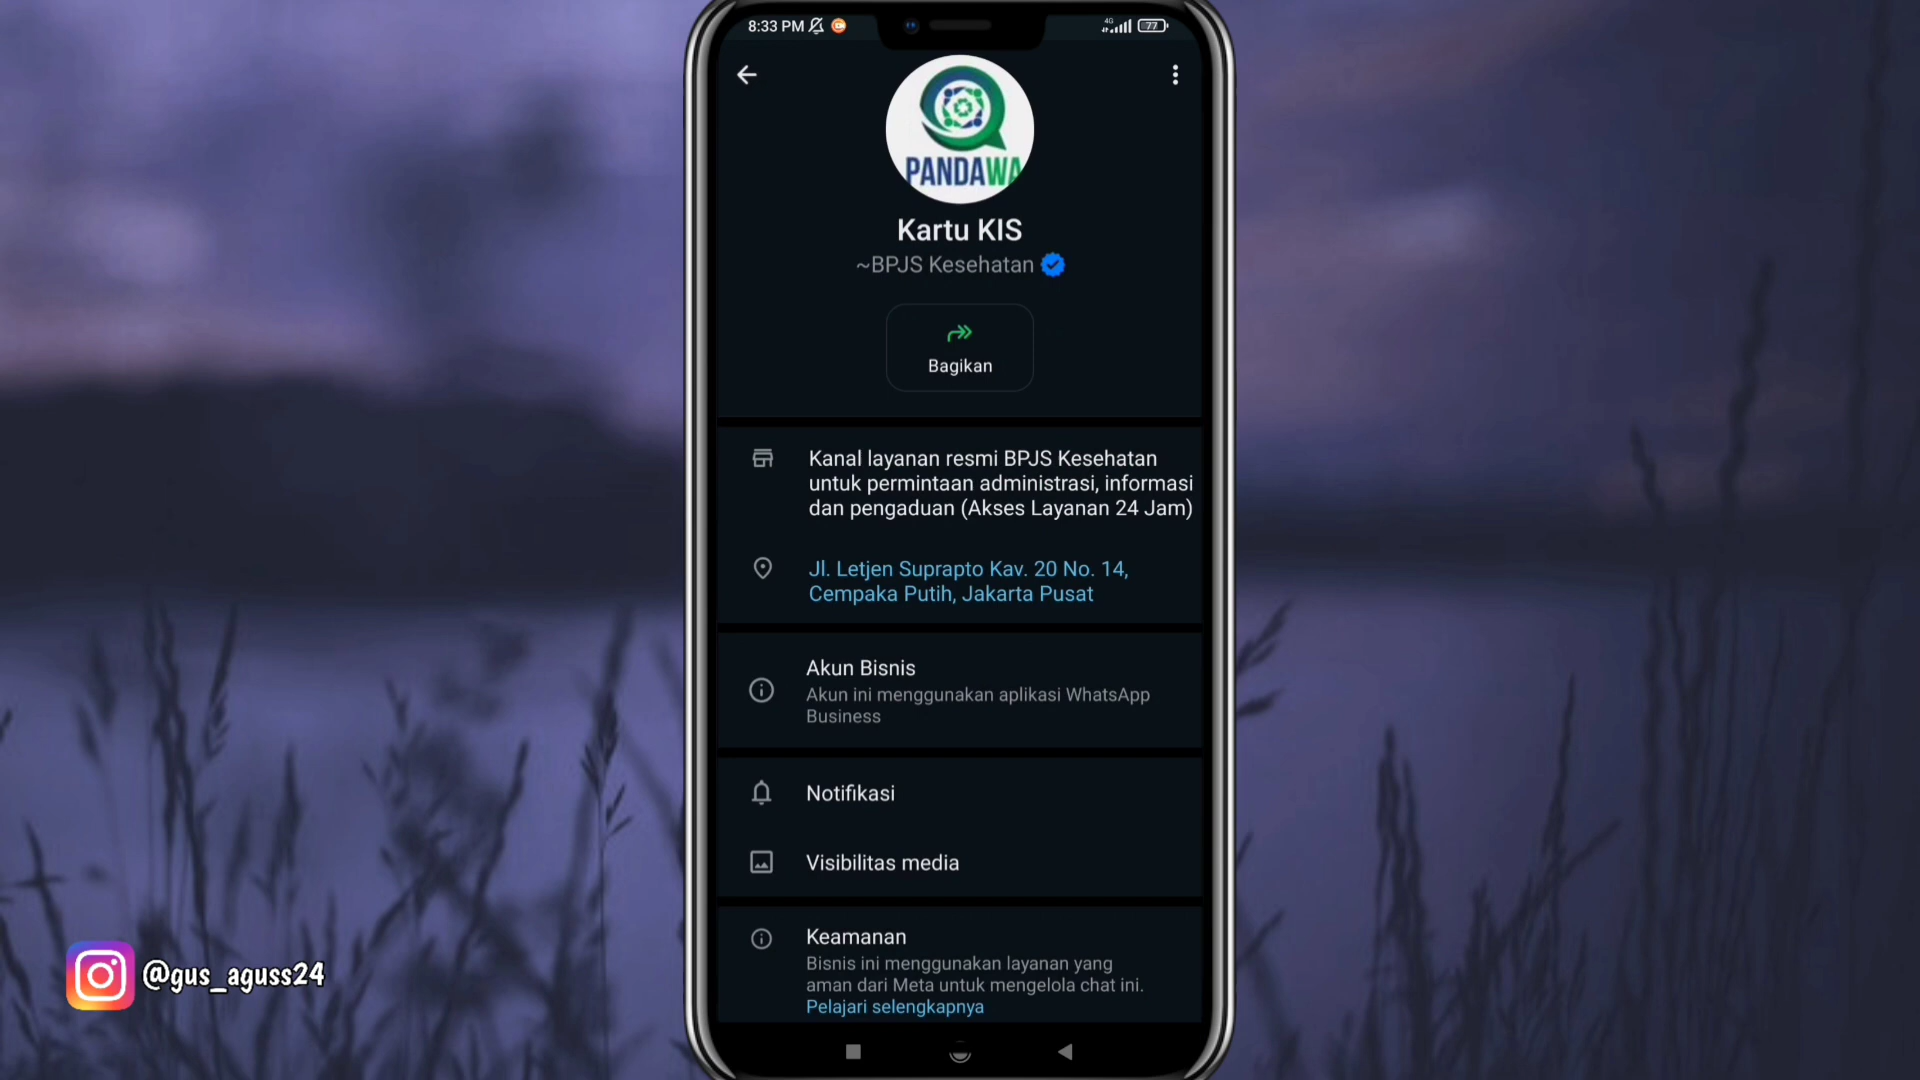 8:33 PM
4G
77
PANDAWA
Kartu KIS
~BPJS Kesehatan
Bagikan
Kanal layanan resmi BPJS Kesehatan
untuk permintaan administrasi, informasi
dan pengaduan (Akses Layanan 24 Jam)
Jl. Letjen Suprapto Kav. 20 No. 14,
Cempaka Putih, Jakarta Pusat
Akun Bisnis
Akun ini menggunakan aplikasi WhatsApp
Business
Notifikasi
Visibilitas media
Keamanan
Bisnis ini menggunakan layanan yang
aman dari Meta untuk mengelola chat ini.
Pelajari selengkapnya
@gus_aguss24